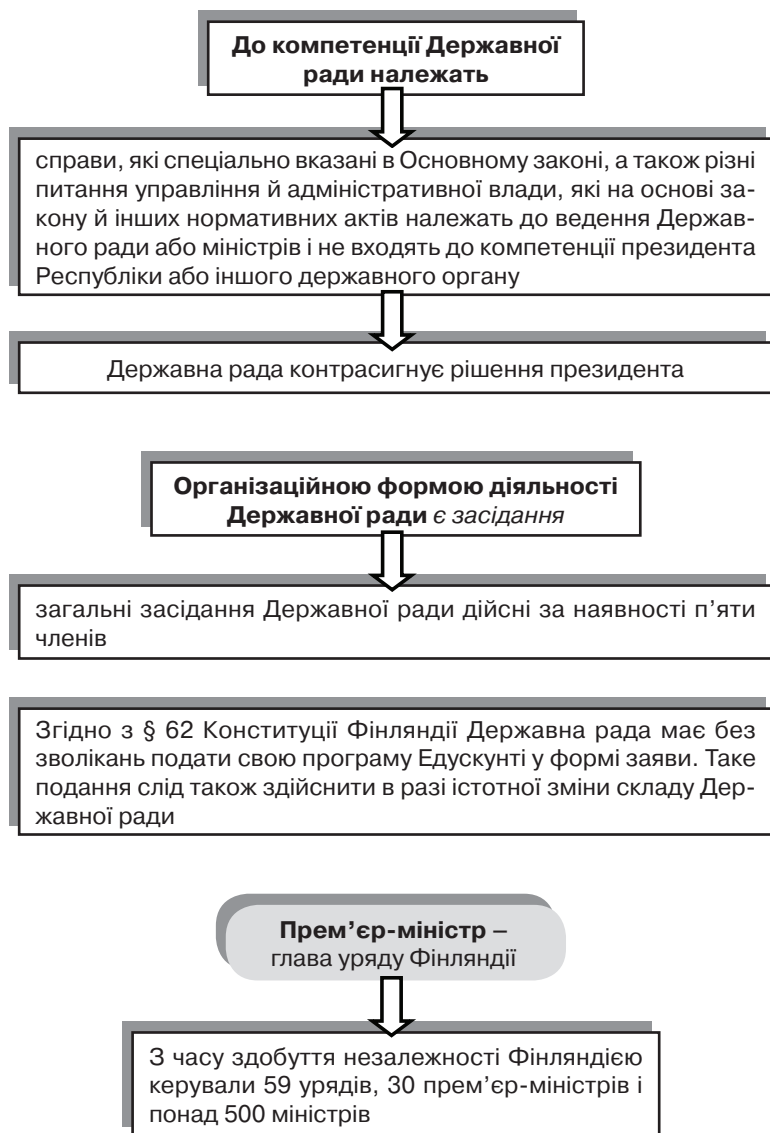 До компетенції Державної
ради належать
справи, які спеціально вказані в Основному законі, а також різні
питання управління й адміністративної влади, які на основі за-
кону й інших нормативних актів належать до ведення Держав-
ного ради або міністрів і не входять до компетенції президента
Республіки або іншого державного органу
Державна рада контрасигнує рішення президента
Організаційною формою діяльності
Державної ради є засідання
загальні засідання Державної ради дійсні за наявності п’яти
членів
Згідно з § 62 Конституції Фінляндії Державна рада має без
зволікань подати свою програму Едускунті у формі заяви. Таке
подання слід також здійснити в разі істотної зміни складу Дер-
жавної ради
Прем’єр-міністр –
глава уряду Фінляндії
З часу здобуття незалежності Фінляндією
керували 59 урядів, 30 прем’єр-міністрів і
понад 500 міністрів